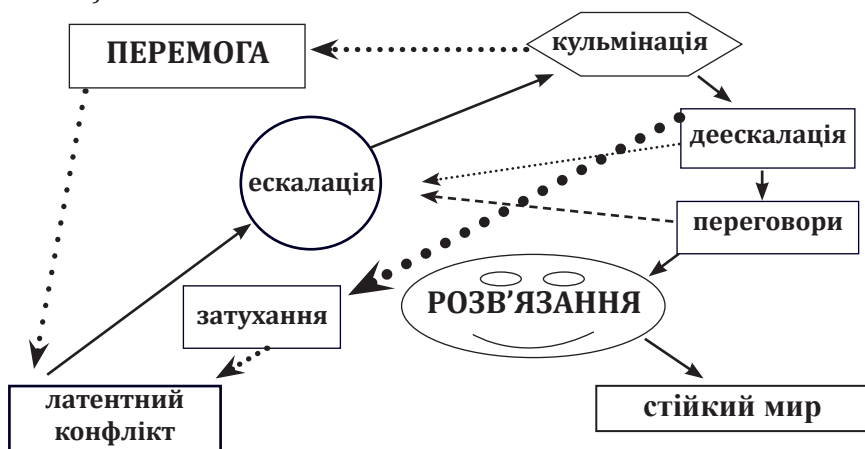 кульмінація
ПЕРЕМОГА
деескалація
ескалація
переговори
РОЗВ’ЯЗАННЯ
затухання
латентний
конфлікт
стійкий мир